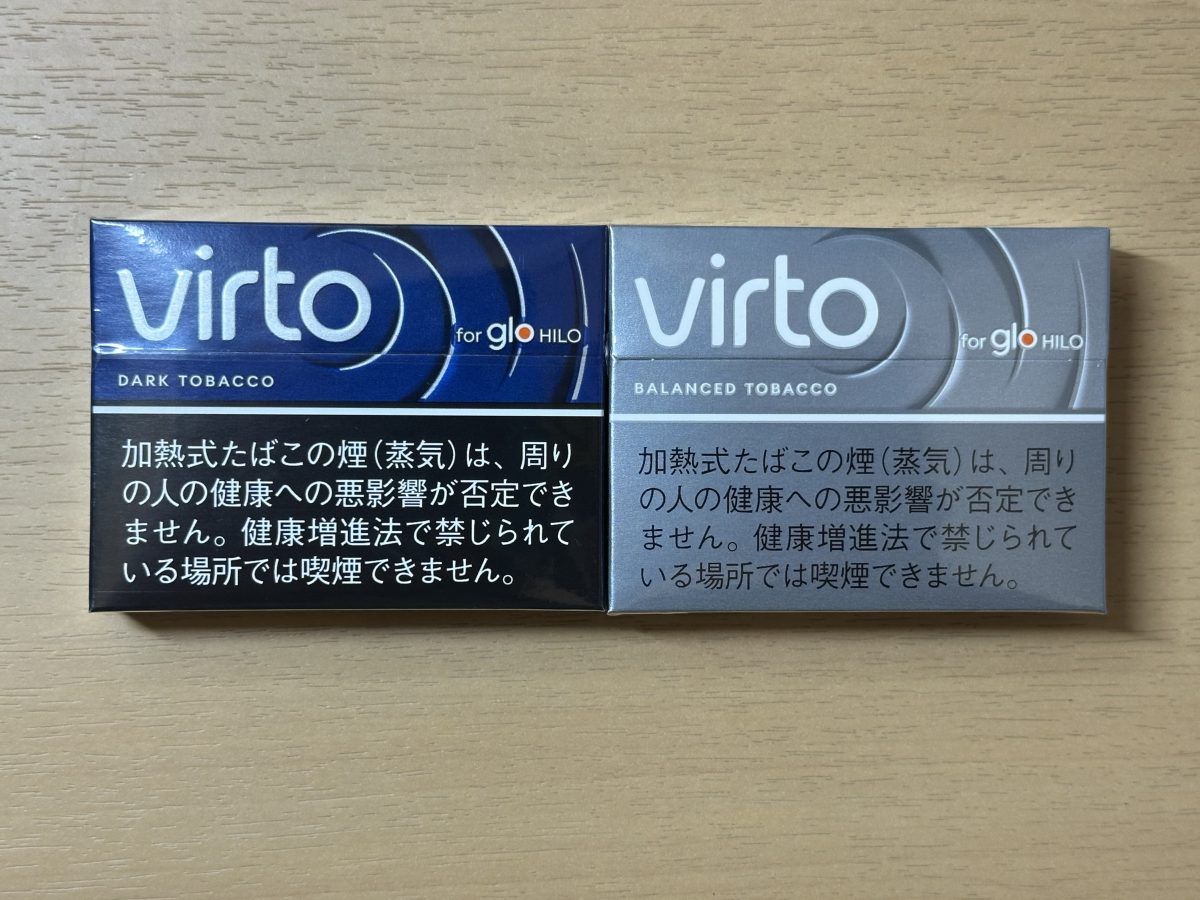 virto
for glo HILO
DARK TOBACCO
加熱式たばこの煙（蒸気）は、周り
の人の健康への悪影響が否定でき
ません。健康増進法で禁じられて
いる場所では喫煙できません。
virto
for glo HILO
BALANCED TOBACCO
加熱式たばこの煙（蒸気）は、周り
の人の健康への悪影響が否定でき
ません。健康増進法で禁じられて
いる場所では喫煙できません。